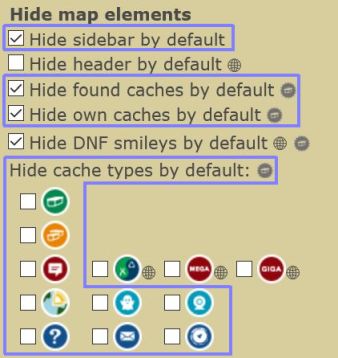 Hide map elements
Hide sidebar by default
Hide header by default
Hide found caches by default
Hide own caches by default
Hide DNF smileys by default
Hide cache types by default:
MEGA GIGA
?